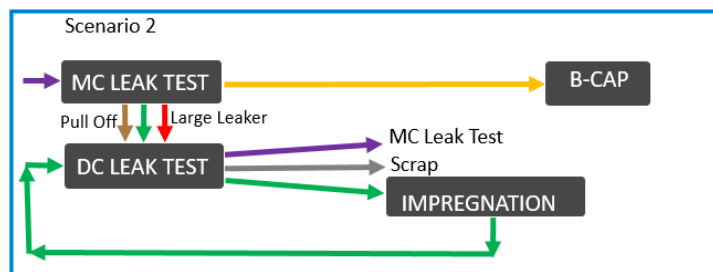 Scenario 2
MC LEAK TEST
B-CAP
Pull Off
Large Leaker
MC Leak Test
DC LEAK TEST
Scrap
IMPREGNATION